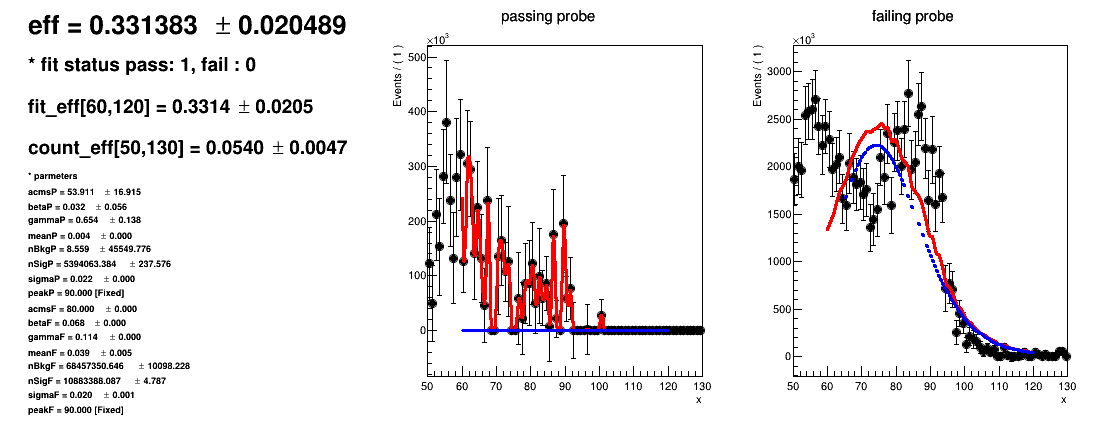 eff = 0.331383 ± 0.020489
* fit status pass: 1, fail : 0
fit_eff[60,120] = 0.3314 ± 0.0205
count_eff[50,130] = 0.0540 ± 0.0047
* parmeters
acmsP = 53.911 ± 16.915
betaP = 0.032 ± 0.056
gammaP = 0.654 ± 0.138
meanP = 0.004 ± 0.000
nBkgP = 8.559 ± 45549.776
nSigP = 5394063.384 ± 237.576
sigmaP = 0.022 ± 0.000
peakP = 90.000 [Fixed]
acmsF = 80.000 ± 0.000
betaF = 0.068 ± 0.000
gammaF = 0.114 ± 0.000
meanF = 0.039 ± 0.005
nBkgF = 68457350.646 ± 10098.228
nSigF = 10883388.087 ± 4.787
sigmaF = 0.020 ± 0.001
peakF = 90.000 [Fixed]
passing probe
×10³
Events / ( 1 )
500
400
300
200
100
0
50 60 70 80 90 100 110 120 130
x
failing probe
×10³
Events / ( 1 )
3000
2500
2000
1500
1000
500
0
50 60 70 80 90 100 110 120 130
x